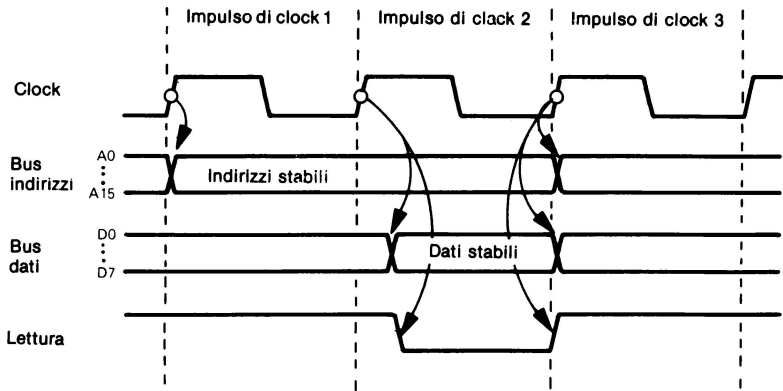 Impulso di clock 1
Impulso di clack 2
Impulso di clock 3
Clock
Bus
indirizzi
A0
A15
Indirizzi stabili
Bus
dati
D0
D7
Dati stabili
Lettura